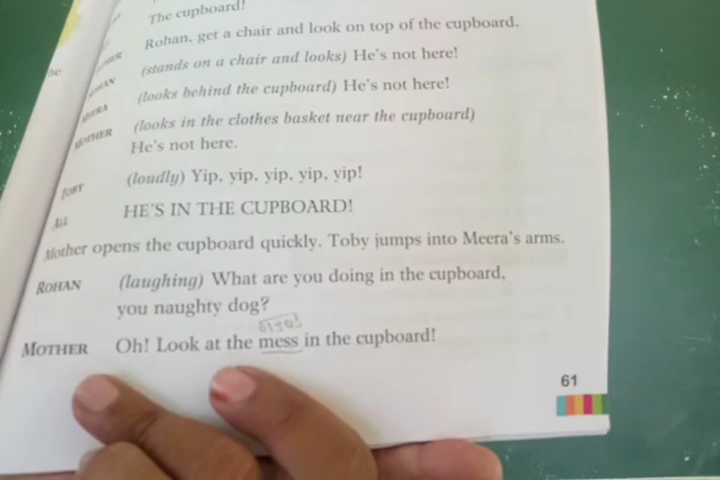 The cupboard!
Rohan, get a chair and look on top of the cupboard.
(stands on a chair and looks) He's not here!
ROHAN (looks behind the cupboard) He's not here!
MEERA
MOTHER (looks in the clothes basket near the cupboard)
He's not here.
TOBY (loudly) Yip, yip, yip, yip, yip!
ALL HE'S IN THE CUPBOARD!
Mother opens the cupboard quickly. Toby jumps into Meera's arms.
ROHAN (laughing) What are you doing in the cupboard,
you naughty dog?
MOTHER Oh! Look at the mess in the cupboard!
61